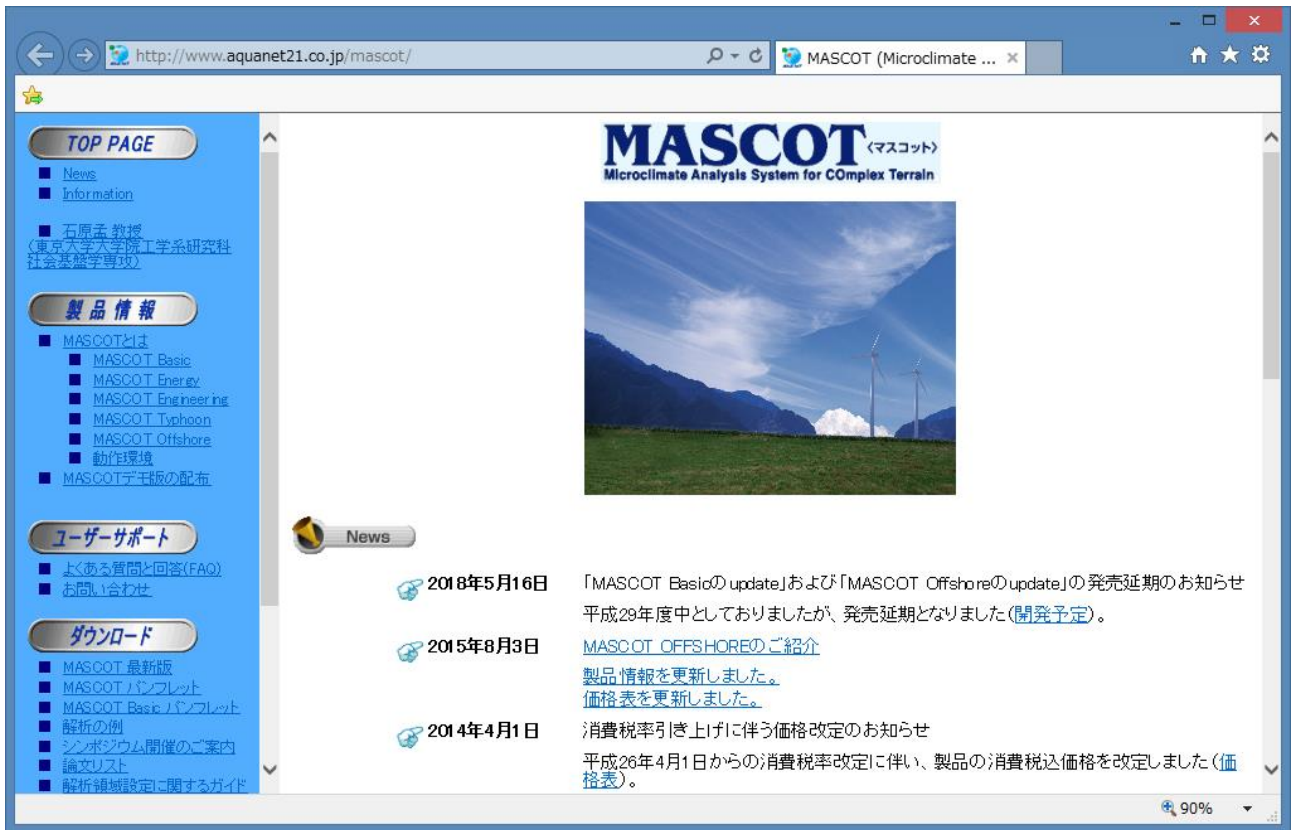 http://www.aquanet21.co.jp/mascot/
MASCOT (Microclimate ...
TOP PAGE
News
Information
石原孟 教授
(東京大学大学院工学系研究科
社会基盤学専攻)
製品情報
MASCOTとは
MASCOT Basic
MASCOT Energy
MASCOT Engineering
MASCOT Typhoon
MASCOT Offshore
動作環境
MASCOTデモ版の配布
ユーザーサポート
よくある質問と回答(FAQ)
お問い合わせ
ダウンロード
MASCOT 最新版
MASCOT パンフレット
MASCOT Basic パンフレット
解析の例
シンポジウム開催のご案内
論文リスト
解析領域設定に関するガイド
MASCOT〈マスコット〉
Microclimate Analysis System for COmplex Terrain
News
2018年5月16日 「MASCOT Basicのupdate」および「MASCOT Offshoreのupdate」の発売延期のお知らせ
平成29年度中としておりましたが、発売延期となりました(開発予定)。
2015年8月3日 MASCOT OFFSHOREのご紹介
製品情報を更新しました。
価格表を更新しました。
2014年4月1日 消費税率引き上げに伴う価格改定のお知らせ
平成26年4月1日からの消費税率改定に伴い、製品の消費税込価格を改定しました(価
格表)。
90%